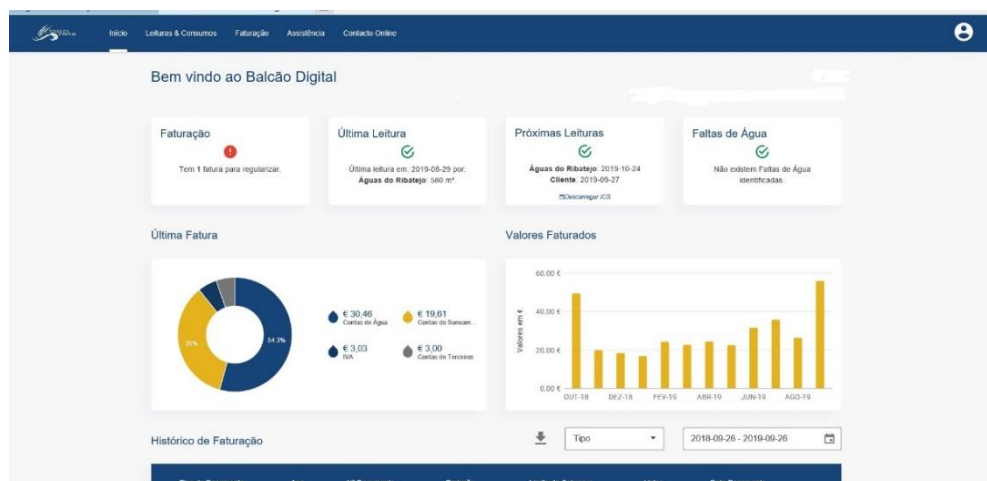 Início Leituras & Consumos Faturação Assistência Contacto Online
Bem vindo ao Balcão Digital
Faturação
Tem 1 fatura para regularizar.
Última Leitura
Última leitura em: 2019-08-29 por:
Águas do Ribatejo: 580 m³.
Próximas Leituras
Águas do Ribatejo: 2019-10-24
Cliente: 2019-09-27
Descarregar ICS
Faltas de Água
Não existem Faltas de Água
identificadas.
Última Fatura
54.3%
35%
€ 30,46
Contas de Água
€ 19,61
Contas de Saneam...
€ 3,03
IVA
€ 3,00
Contas de Terceiros
Valores Faturados
Valores em €
60.00 €
40.00 €
20.00 €
0.00 €
OUT-18 DEZ-18 FEV-19 ABR-19 JUN-19 AGO-19
Histórico de Faturação
Tipo
2018-09-26 - 2019-09-26